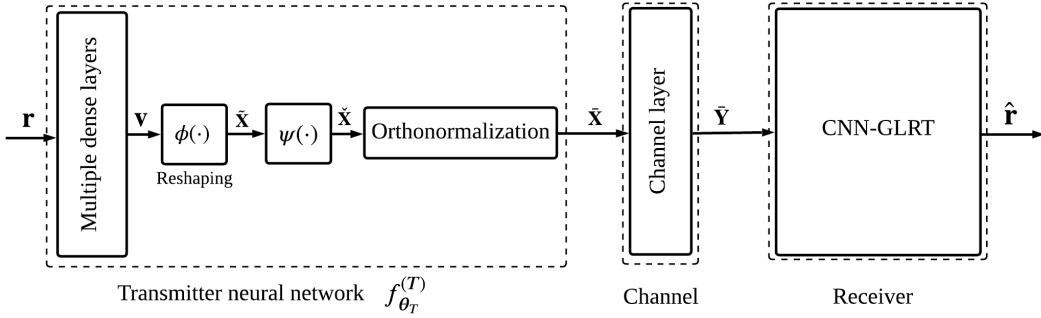 r
Multiple dense layers
v
ϕ(·)
Reshaping
x̃
ψ(·)
x̌
Orthonormalization
x̄
Channel layer
Ȳ
CNN-GLRT
r̂
Transmitter neural network f_{θ_T}^{(T)}
Channel
Receiver